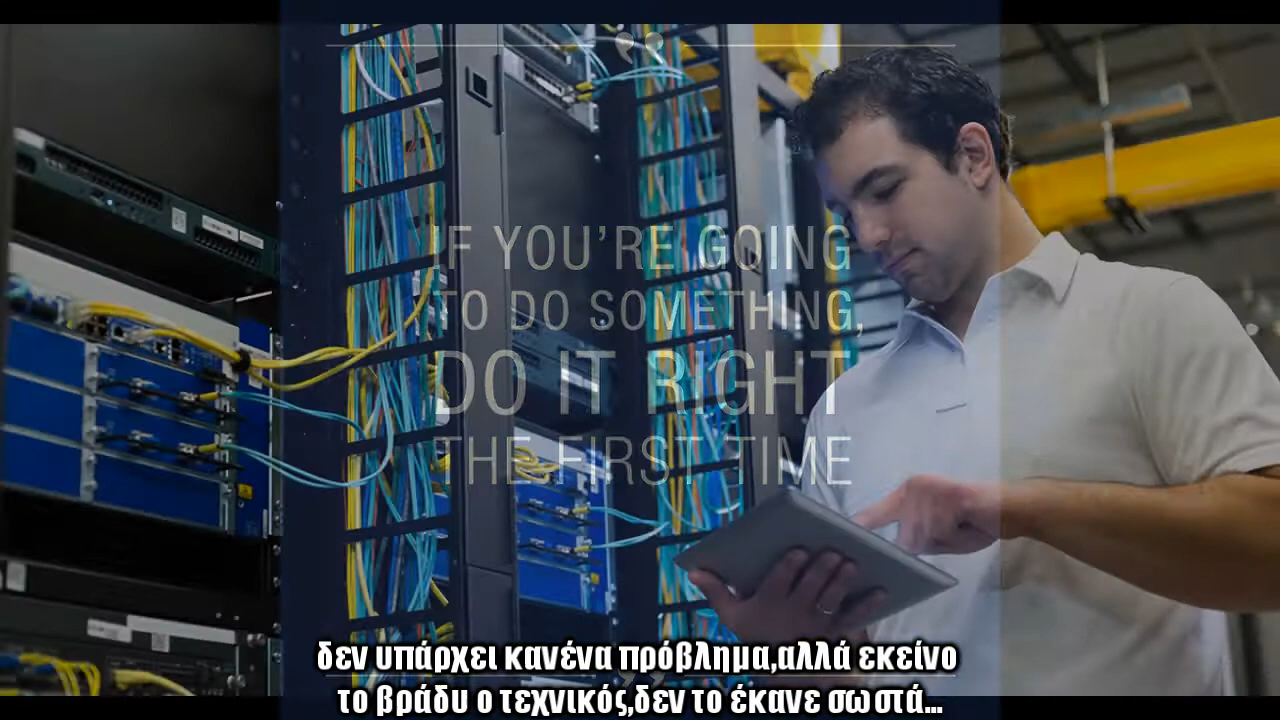 IF YOU’RE GOING
TO DO SOMETHING,
DO IT RIGHT
THE FIRST TIME
δεν υπάρχει κανένα πρόβλημα,αλλά εκείνο
το βράδυ ο τεχνικός,δεν το έκανε σωστά...